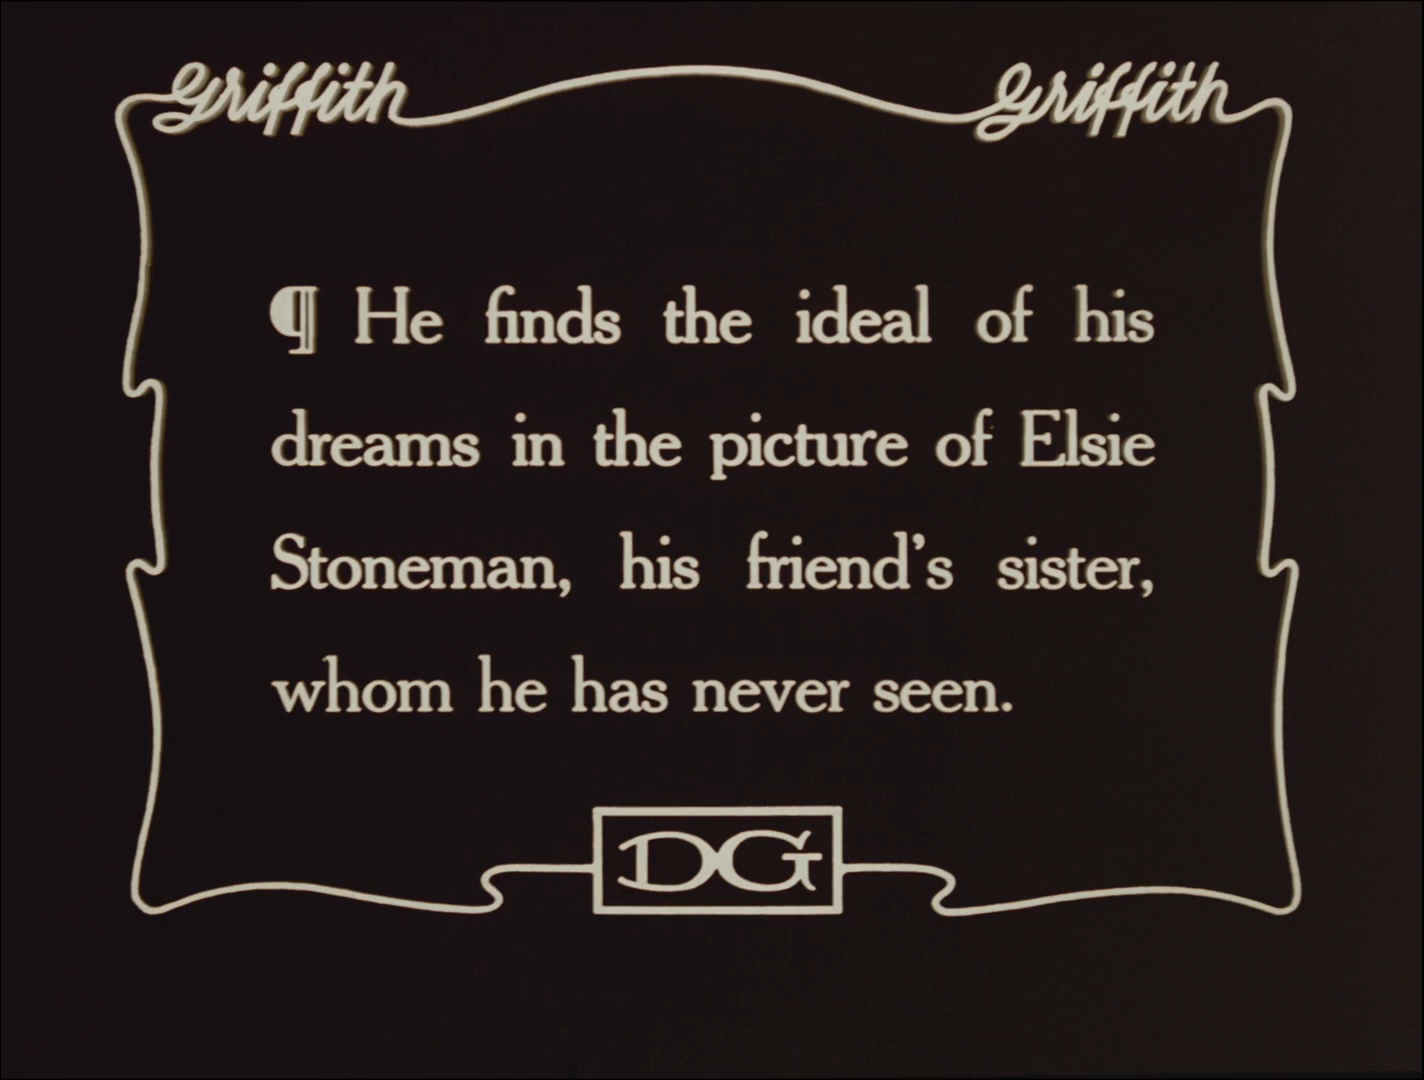 Griffith Griffith
¶ He finds the ideal of his
dreams in the picture of Elsie
Stoneman, his friend's sister,
whom he has never seen.
DG